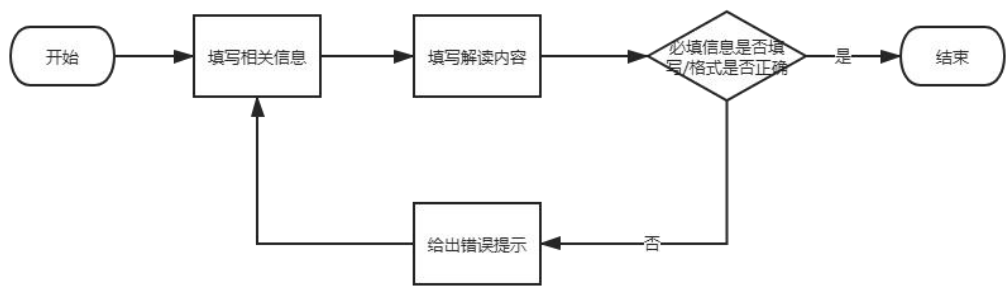 开始
填写相关信息
填写解读内容
必填信息是否填
写/格式是否正确
是
结束
给出错误提示
否